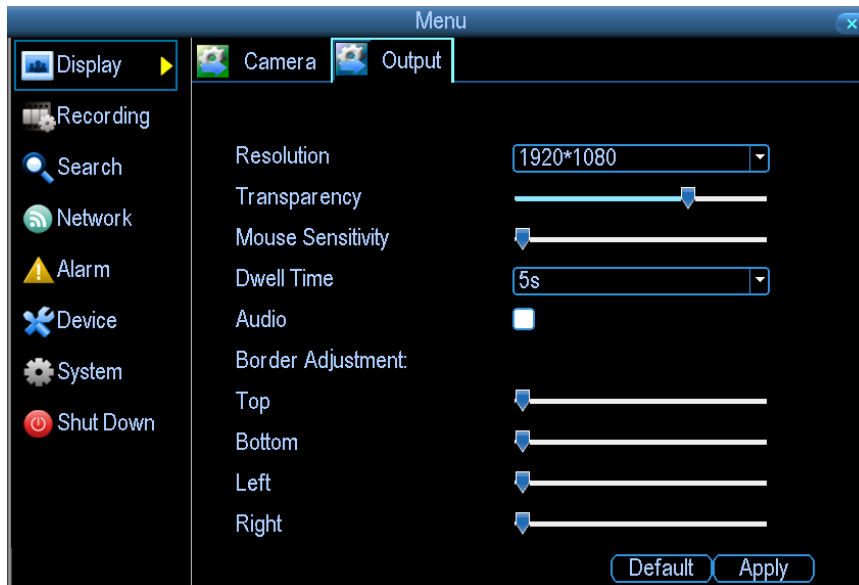 Menu
Display
Recording
Search
Network
Alarm
Device
System
Shut Down
Camera
Output
Resolution 1920*1080
Transparency
Mouse Sensitivity
Dwell Time 5s
Audio
Border Adjustment:
Top
Bottom
Left
Right
Default Apply